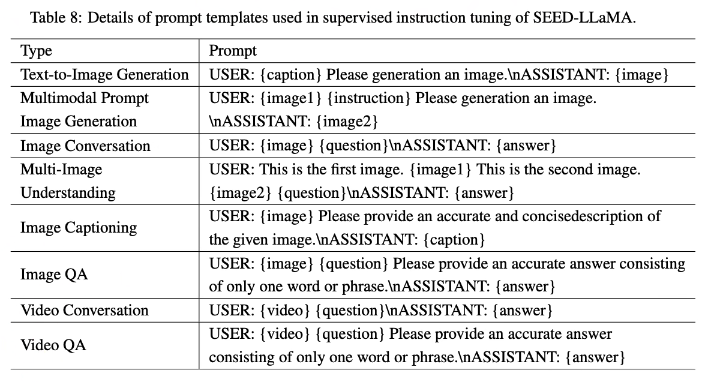 Table 8: Details of prompt templates used in supervised instruction tuning of SEED-LLaMA.
Type Prompt
Text-to-Image Generation USER: {caption} Please generation an image.\nASSISTANT: {image}
Multimodal Prompt USER: {image1} {instruction} Please generation an image.
Image Generation \nASSISTANT: {image2}
Image Conversation USER: {image} {question}\nASSISTANT: {answer}
Multi-Image USER: This is the first image. {image1} This is the second image.
Understanding {image2} {question}\nASSISTANT: {answer}
Image Captioning USER: {image} Please provide an accurate and concisedescription of
the given image.\nASSISTANT: {caption}
Image QA USER: {image} {question} Please provide an accurate answer consisting
of only one word or phrase.\nASSISTANT: {answer}
Video Conversation USER: {video} {question}\nASSISTANT: {answer}
Video QA USER: {video} {question} Please provide an accurate answer
consisting of only one word or phrase.\nASSISTANT: {answer}